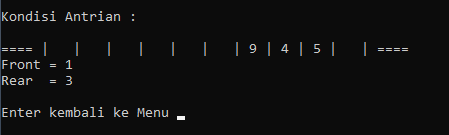 Kondisi Antrian :
==== |   |   |   |   |   |   | 9 | 4 | 5 |   | ====
Front = 1
Rear  = 3
Enter kembali ke Menu